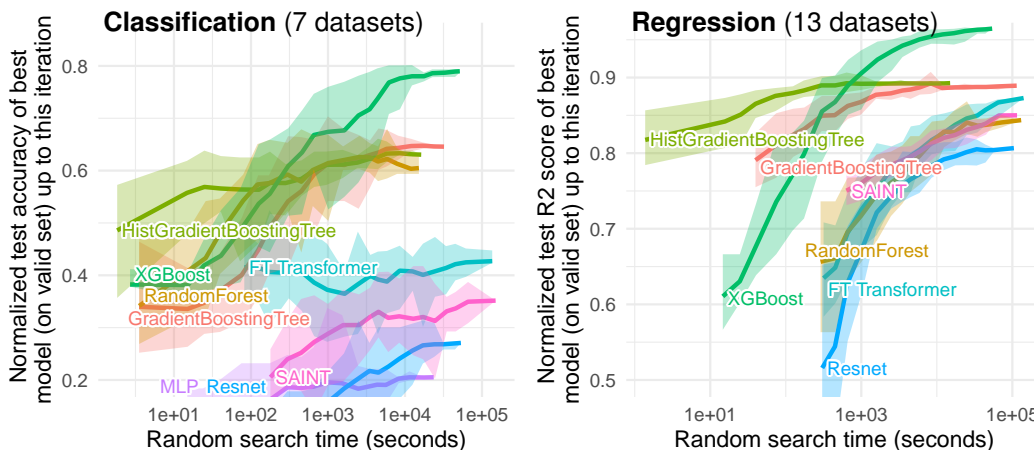 Classification (7 datasets)
Normalized test accuracy of best
model (on valid set) up to this iteration
0.8
0.6
0.4
0.2
HistGradientBoostingTree
XGBoost
FT Transformer
RandomForest
GradientBoostingTree
MLP
Resnet
SAINT
1e+01
1e+02
1e+03
1e+04
1e+05
Random search time (seconds)
Regression (13 datasets)
Normalized test R2 score of best
model (on valid set) up to this iteration
0.9
0.8
0.7
0.6
0.5
HistGradientBoostingTree
GradientBoostingTree
SAINT
RandomForest
FT Transformer
XGBoost
Resnet
1e+01
1e+03
1e+05
Random search time (seconds)